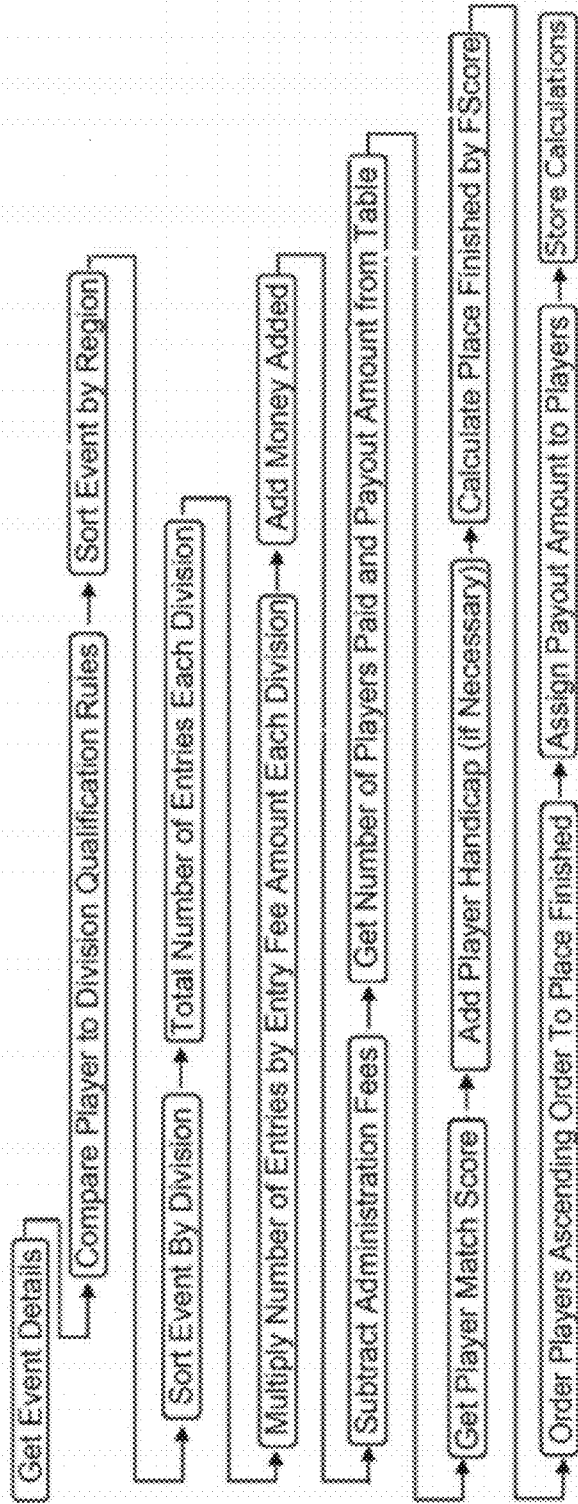 Get Event Details
Compare Player to Division Qualification Rules
Sort Event by Region
Sort Event By Division
Total Number of Entries Each Division
Multiply Number of Entries by Entry Fee Amount Each Division
Add Money Added
Subtract Administration Fees
Get Number of Players Paid and Payout Amount from Table
Get Player Match Score
Add Player Handicap (if Necessary)
Calculate Place Finished by FScore
Order Players Ascending Order To Place Finished
Assign Payout Amount to Players
Store Calculations